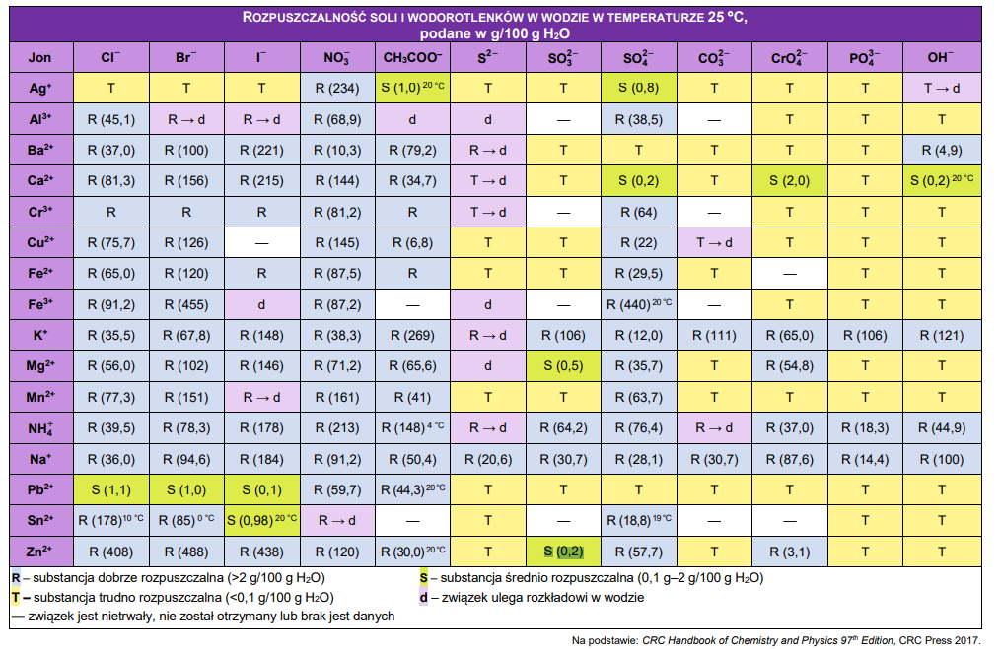 ROZPUSZCZALNOŚĆ SOLI I WODOROTLENKÓW W WODZIE W TEMPERATURZE 25 ºC,
podane w g/100 g H₂O
Jon Cl⁻ Br⁻ I⁻ NO₃⁻ CH₃COO⁻ S²⁻ SO₃²⁻ SO₄²⁻ CO₃²⁻ CrO₄²⁻ PO₄³⁻ OH⁻
Ag⁺ T T T R (234) S (1,0) 20 °C T T S (0,8) T T T T → d
Al³⁺ R (45,1) R → d R → d R (68,9) d d — R (38,5) — T T T
Ba²⁺ R (37,0) R (100) R (221) R (10,3) R (79,2) R → d T T T T T R (4,9)
Ca²⁺ R (81,3) R (156) R (215) R (144) R (34,7) T → d T S (0,2) T S (2,0) T S (0,2) 20 °C
Cr³⁺ R R R R (81,2) R T → d — R (64) — T T T
Cu²⁺ R (75,7) R (126) — R (145) R (6,8) T T R (22) T → d T T T
Fe²⁺ R (65,0) R (120) R R (87,5) R T T R (29,5) T — T T
Fe³⁺ R (91,2) R (455) d R (87,2) — d — R (440) 20 °C — T T T
K⁺ R (35,5) R (67,8) R (148) R (38,3) R (269) R → d R (106) R (12,0) R (111) R (65,0) R (106) R (121)
Mg²⁺ R (56,0) R (102) R (146) R (71,2) R (65,6) d S (0,5) R (35,7) T R (54,8) T T
Mn²⁺ R (77,3) R (151) R → d R (161) R (41) T T R (63,7) T T T T
NH₄⁺ R (39,5) R (78,3) R (178) R (213) R (148) 4 °C R → d R (64,2) R (76,4) R → d R (37,0) R (18,3) R (44,9)
Na⁺ R (36,0) R (94,6) R (184) R (91,2) R (50,4) R (20,6) R (30,7) R (28,1) R (30,7) R (87,6) R (14,4) R (100)
Pb²⁺ S (1,1) S (1,0) S (0,1) R (59,7) R (44,3) 20 °C T T T T T T T
Sn²⁺ R (178) 10 °C R (85) 0 °C S (0,98) 20 °C R → d — T — R (18,8) 19 °C — — T T
Zn²⁺ R (408) R (488) R (438) R (120) R (30,0) 20 °C T S (0,2) R (57,7) T R (3,1) T T
R – substancja dobrze rozpuszczalna (>2 g/100 g H₂O) S – substancja średnio rozpuszczalna (0,1 g–2 g/100 g H₂O)
T – substancja trudno rozpuszczalna (<0,1 g/100 g H₂O) d – związek ulega rozkładowi w wodzie
— związek jest nietrwały, nie został otrzymany lub brak jest danych
Na podstawie: CRC Handbook of Chemistry and Physics 97th Edition, CRC Press 2017.